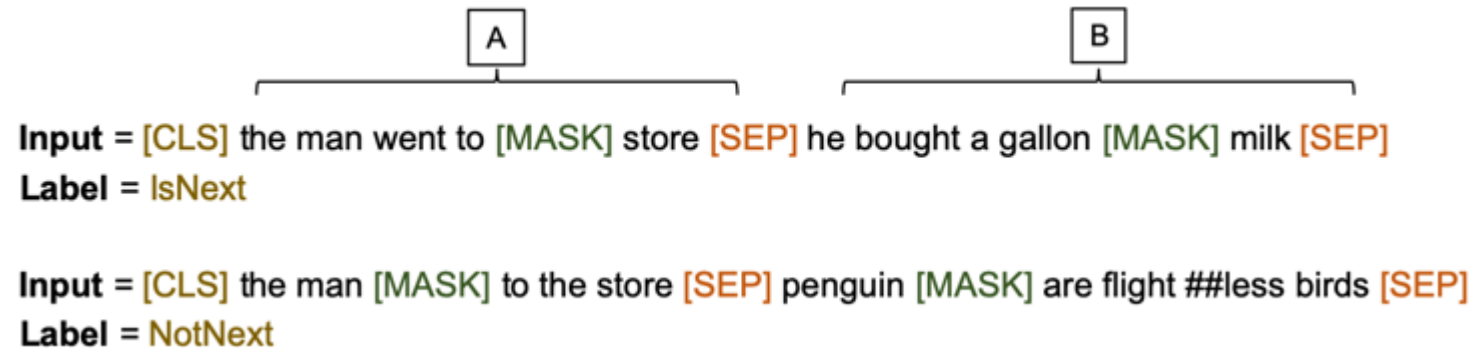 A
B
Input = [CLS] the man went to [MASK] store [SEP] he bought a gallon [MASK] milk [SEP]
Label = IsNext
Input = [CLS] the man [MASK] to the store [SEP] penguin [MASK] are flight ##less birds [SEP]
Label = NotNext